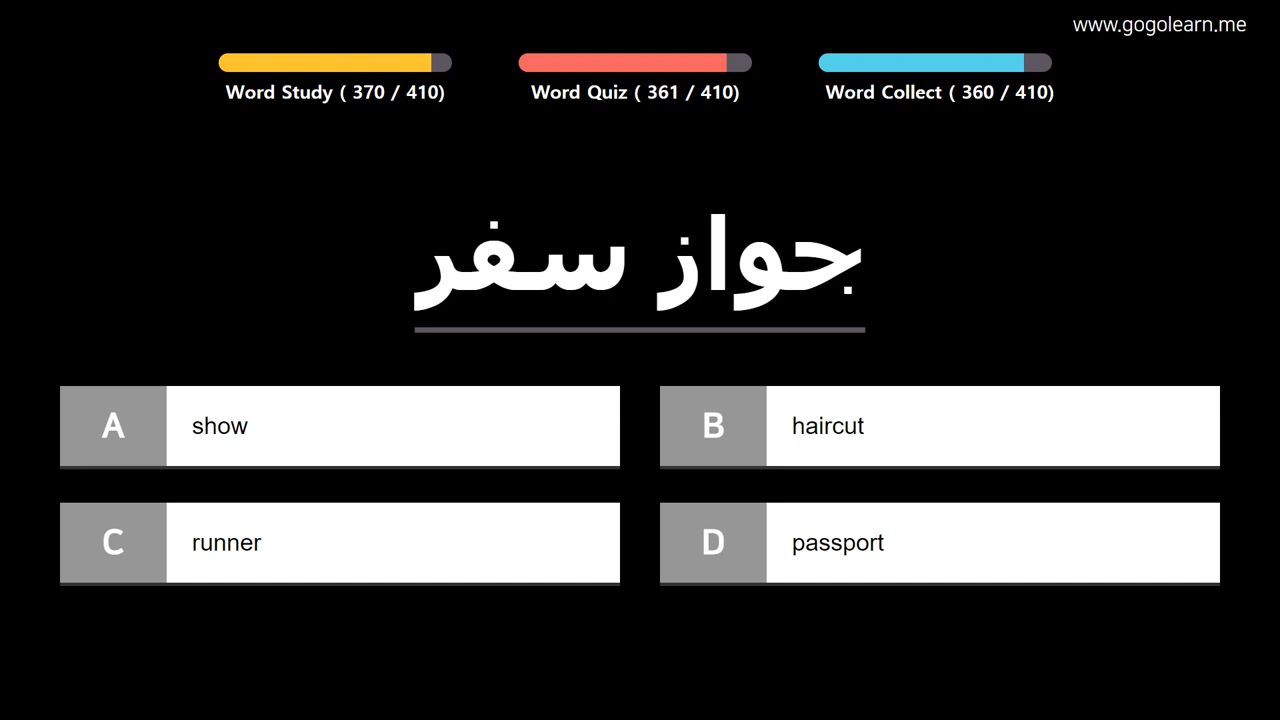 www.gogolearn.me
Word Study ( 370 / 410)
Word Quiz ( 361 / 410)
Word Collect ( 360 / 410)
جواز سفر
A show
B haircut
C runner
D passport